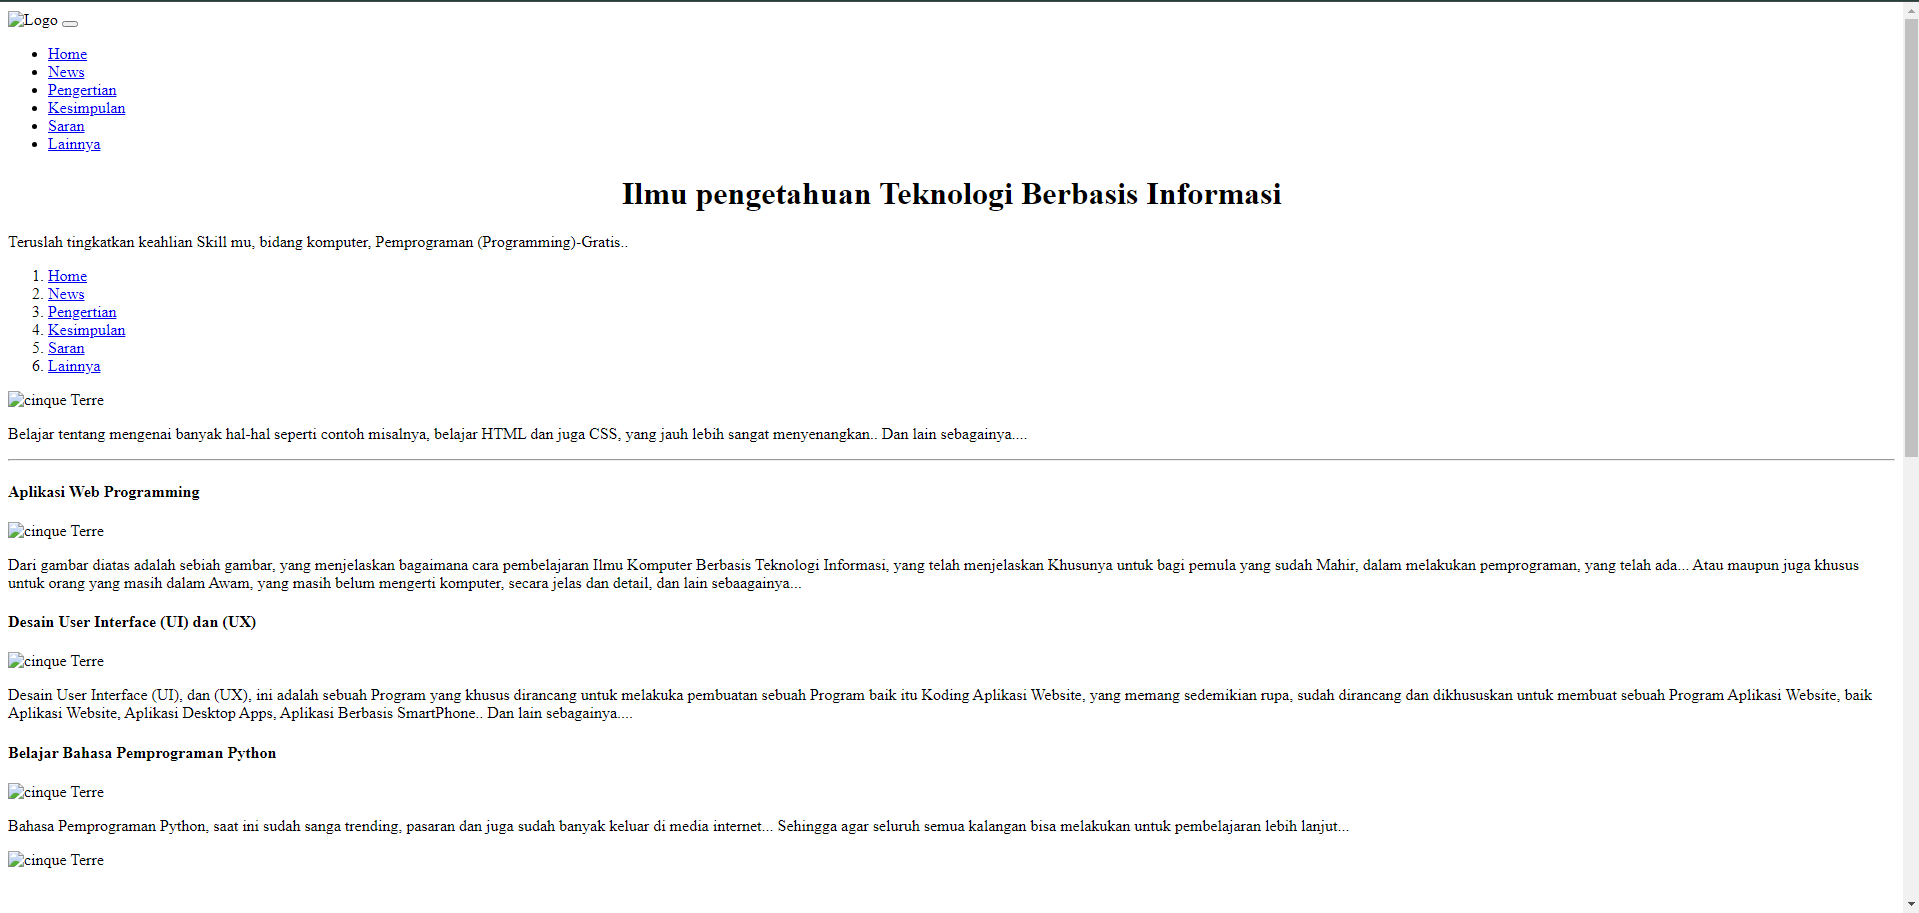 Logo
Home
News
Pengertian
Kesimpulan
Saran
Lainnya
Ilmu pengetahuan Teknologi Berbasis Informasi
Teruslah tingkatkan keahlian Skill mu, bidang komputer, Pemprograman (Programming)-Gratis..
1. Home
2. News
3. Pengertian
4. Kesimpulan
5. Saran
6. Lainnya
cinque Terre
Belajar tentang mengenai banyak hal-hal seperti contoh misalnya, belajar HTML dan juga CSS, yang jauh lebih sangat menyenangkan.. Dan lain sebagainya....
Aplikasi Web Programming
cinque Terre
Dari gambar diatas adalah sebiah gambar, yang menjelaskan bagaimana cara pembelajaran Ilmu Komputer Berbasis Teknologi Informasi, yang telah menjelaskan Khusunya untuk bagi pemula yang sudah Mahir, dalam melakukan pemprograman, yang telah ada... Atau maupun juga khusus
untuk orang yang masih dalam Awam, yang masih belum mengerti komputer, secara jelas dan detail, dan lain sebaagainya...
Desain User Interface (UI) dan (UX)
cinque Terre
Desain User Interface (UI), dan (UX), ini adalah sebuah Program yang khusus dirancang untuk melakuka pembuatan sebuah Program baik itu Koding Aplikasi Website, yang memang sedemikian rupa, sudah dirancang dan dikhususkan untuk membuat sebuah Program Aplikasi Website, baik
Aplikasi Website, Aplikasi Desktop Apps, Aplikasi Berbasis SmartPhone.. Dan lain sebagainya....
Belajar Bahasa Pemprograman Python
cinque Terre
Bahasa Pemprograman Python, saat ini sudah sanga trending, pasaran dan juga sudah banyak keluar di media internet... Sehingga agar seluruh semua kalangan bisa melakukan untuk pembelajaran lebih lanjut...
cinque Terre